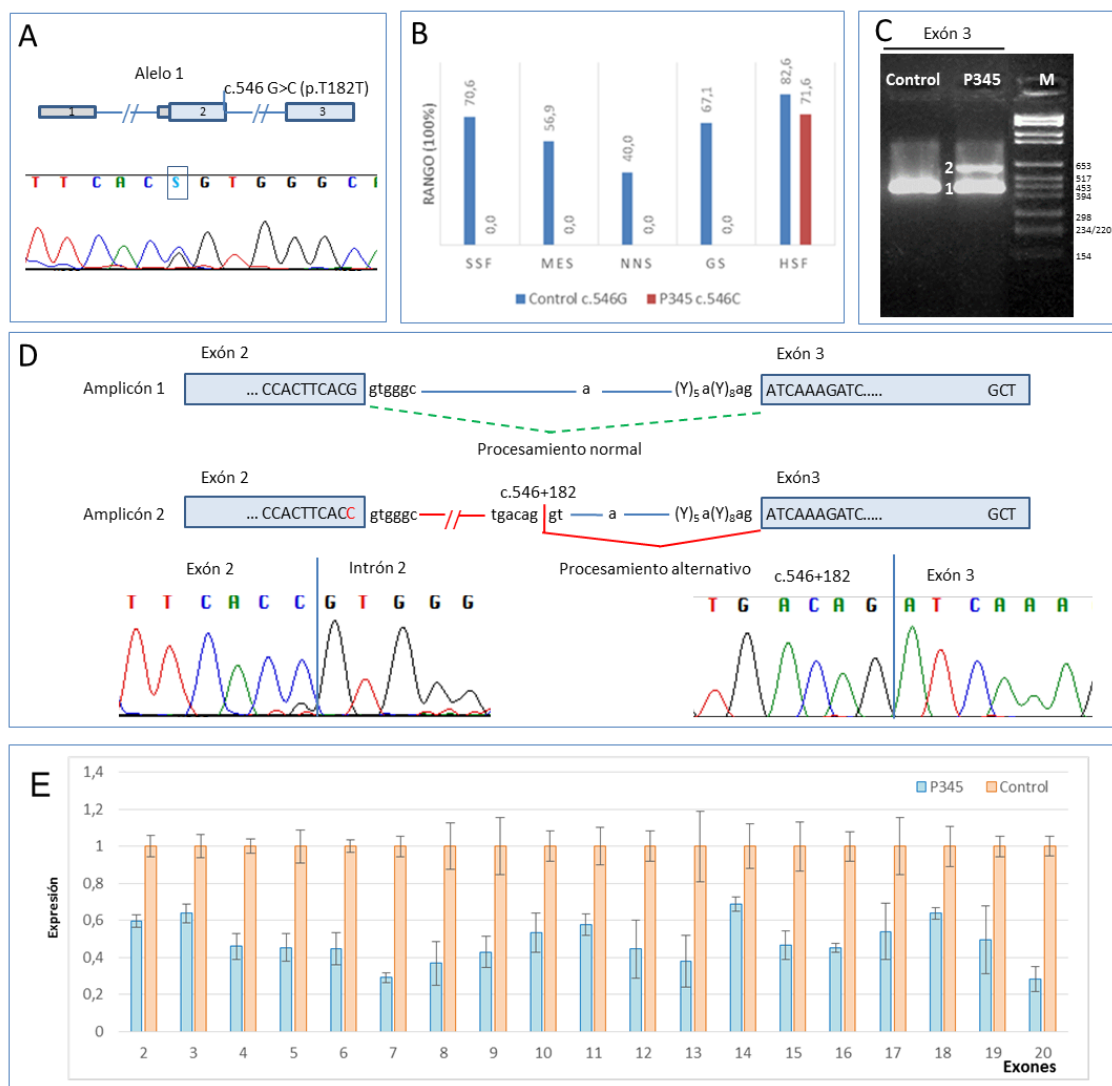 A
Alelo 1
c.546 G>C (p.T182T)
1 2 3
T T C A C S G T G G G C A
B
RANGO (100%)
70,6 0,0 56,9 0,0 40,0 0,0 67,1 0,0 82,6 71,6
SSF MES NNS GS HSF
Control c.546G P345 c.546C
C
Exón 3
Control P345 M
2
1
653
517
453
394
298
234/220
154
D
Exón 2 Exón 3
Amplicón 1 ... CCACTTCACG gtgggc a (Y)5 a(Y)8ag ATCAAAGATC..... GCT
Procesamiento normal
Exón 2 c.546+182 Exón3
Amplicón 2 ... CCACTTCACC gtgggc tgacag gt a (Y)5 a(Y)8ag ATCAAAGATC..... GCT
Procesamiento alternativo
Exón 2 Intrón 2
T T C A C C G T G G G
c.546+182 Exón 3
T G A C A G A T C A A A
E
P345 Control
Expresión
1,4
1,2
1
0,8
0,6
0,4
0,2
0
2 3 4 5 6 7 8 9 10 11 12 13 14 15 16 17 18 19 20
Exones